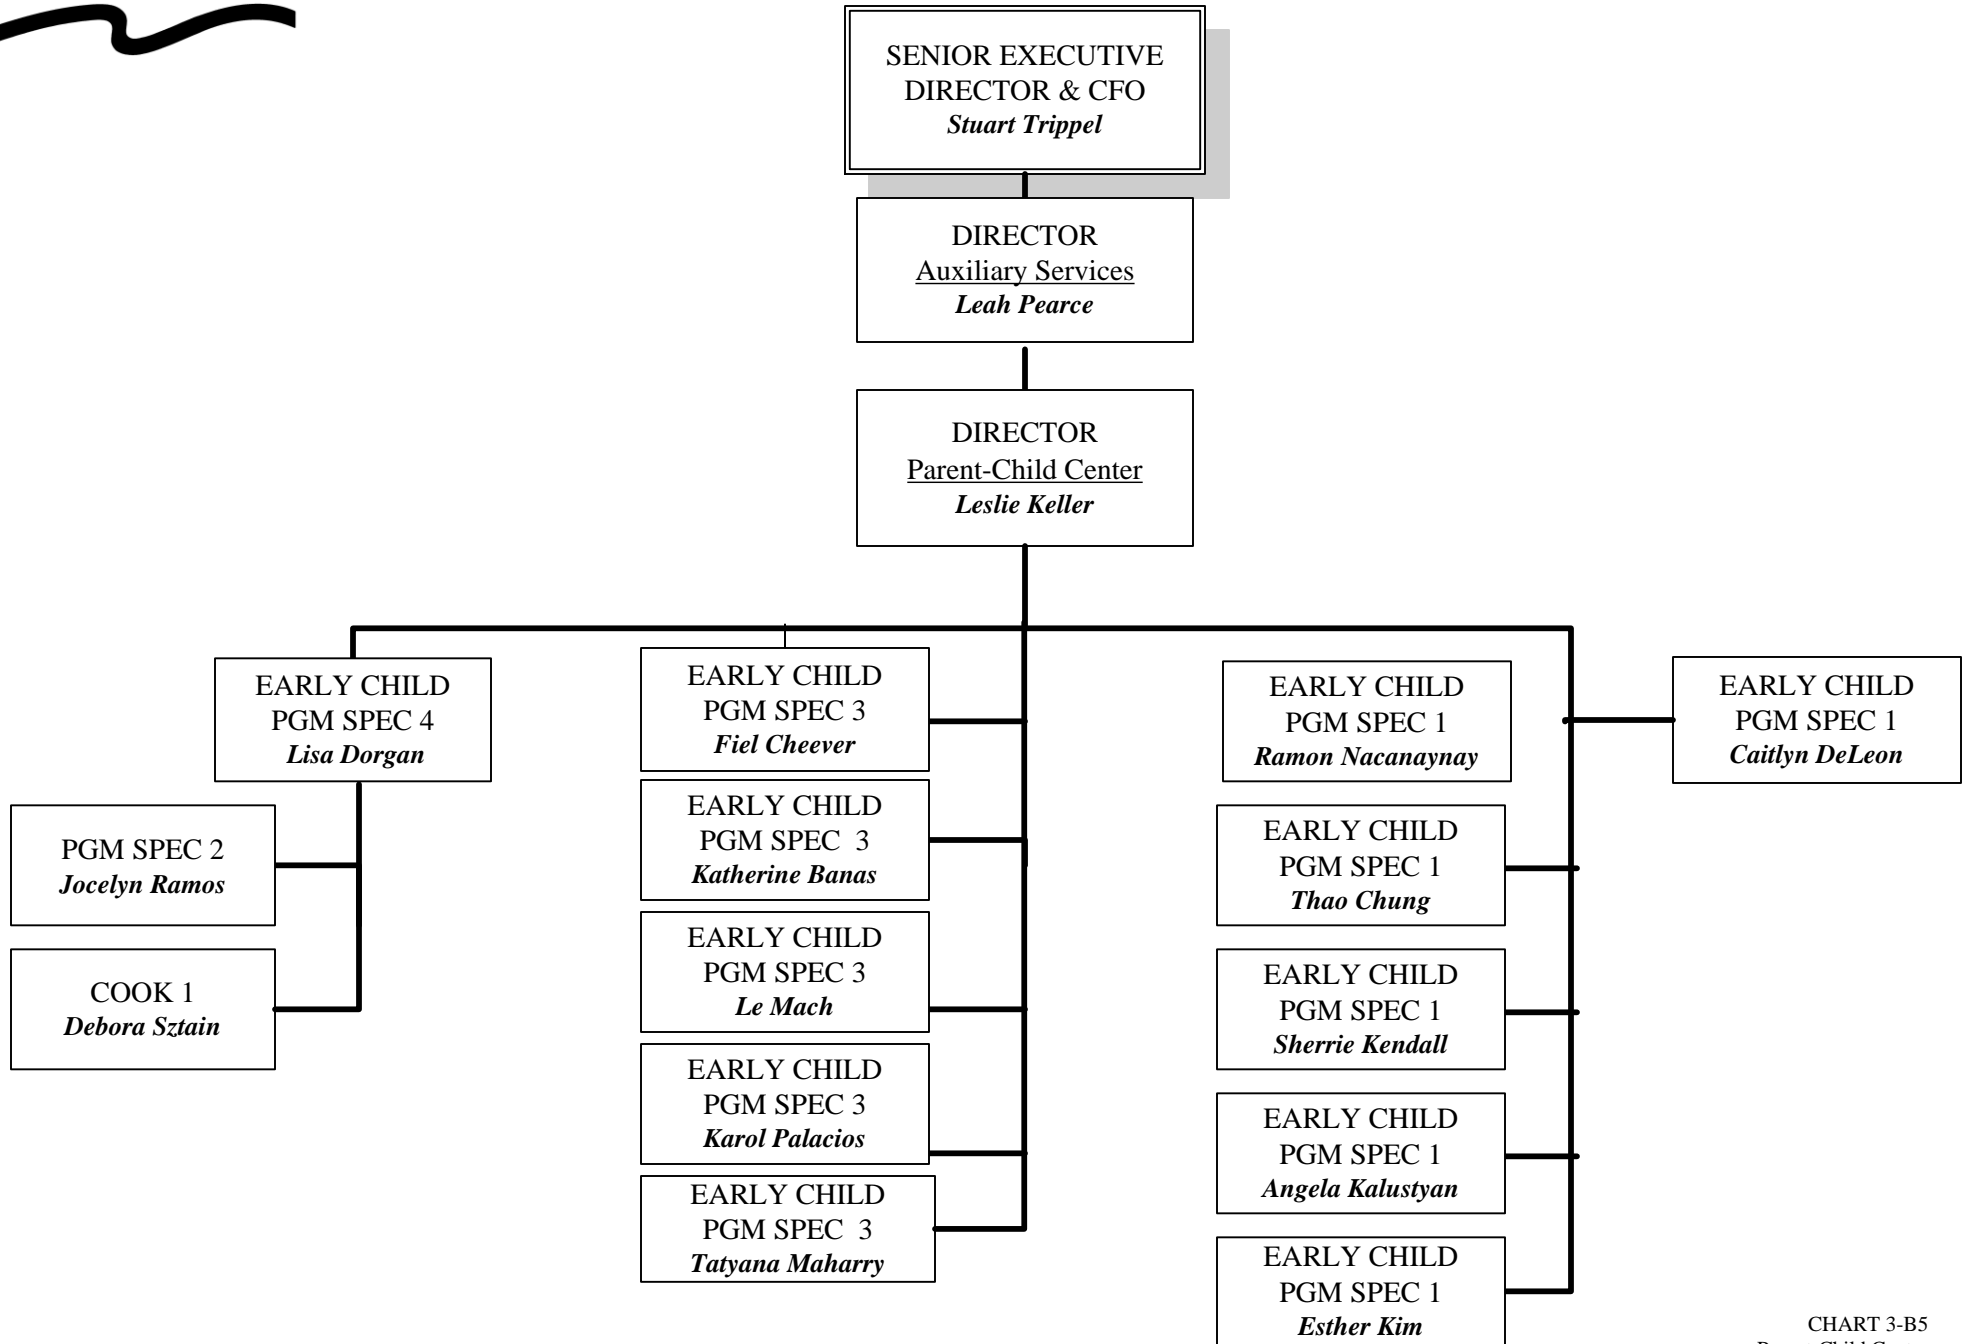 SENIOR EXECUTIVE
DIRECTOR & CFO
Stuart Trippel
DIRECTOR
Auxiliary Services
Leah Pearce
DIRECTOR
Parent-Child Center
Leslie Keller
EARLY CHILD
PGM SPEC 4
Lisa Dorgan
PGM SPEC 2
Jocelyn Ramos
COOK 1
Debora Sztain
EARLY CHILD
PGM SPEC 3
Fiel Cheever
EARLY CHILD
PGM SPEC  3
Katherine Banas
EARLY CHILD
PGM SPEC 3
Le Mach
EARLY CHILD
PGM SPEC 3
Karol Palacios
EARLY CHILD
PGM SPEC  3
Tatyana Maharry
EARLY CHILD
PGM SPEC 1
Ramon Nacanaynay
EARLY CHILD
PGM SPEC 1
Thao Chung
EARLY CHILD
PGM SPEC 1
Sherrie Kendall
EARLY CHILD
PGM SPEC 1
Angela Kalustyan
EARLY CHILD
PGM SPEC 1
Esther Kim
EARLY CHILD
PGM SPEC 1
Caitlyn DeLeon
CHART 3-B5